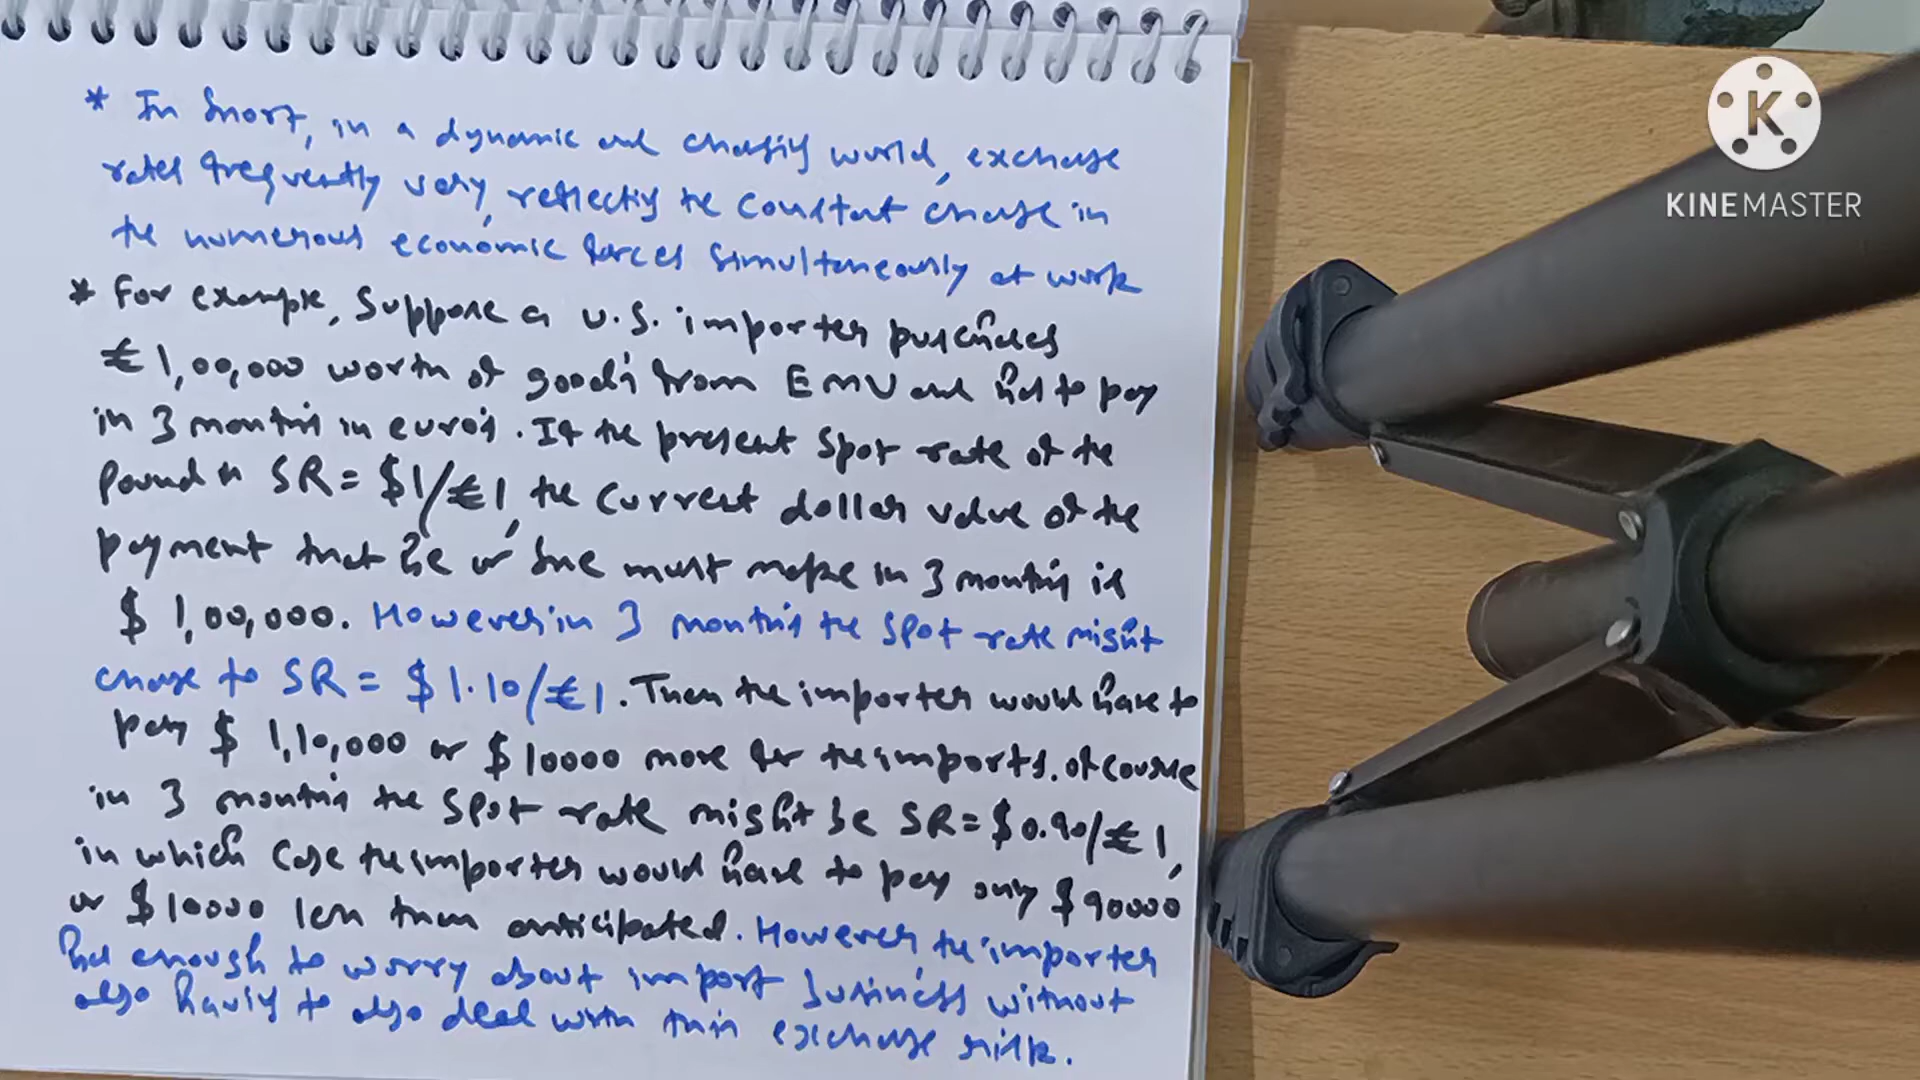 * In short, in a dynamic and changing world, exchange
rates frequently vary, reflecting the constant change in
the numerous economic forces simultaneously at work
* For example, Suppose a U.S. importer purchases
€1,00,000 worth of goods from EMU and has to pay
in 3 months in euros. If the present spot rate of the
pound is SR = $1/€1, the current dollar value of the
payment that he or she must make in 3 months is
$ 1,00,000. However in 3 months the spot rate might
change to SR = $1.10/€1. Then the importer would have to
pay $ 1,10,000 or $10000 more for the imports. of course
in 3 months the spot rate might be SR = $0.90/€1,
in which case the importer would have to pay only $90000
or $10000 less than anticipated. However, the importer
has enough to worry about import business without
also having to also deal with this exchange risk.
KINEMASTER